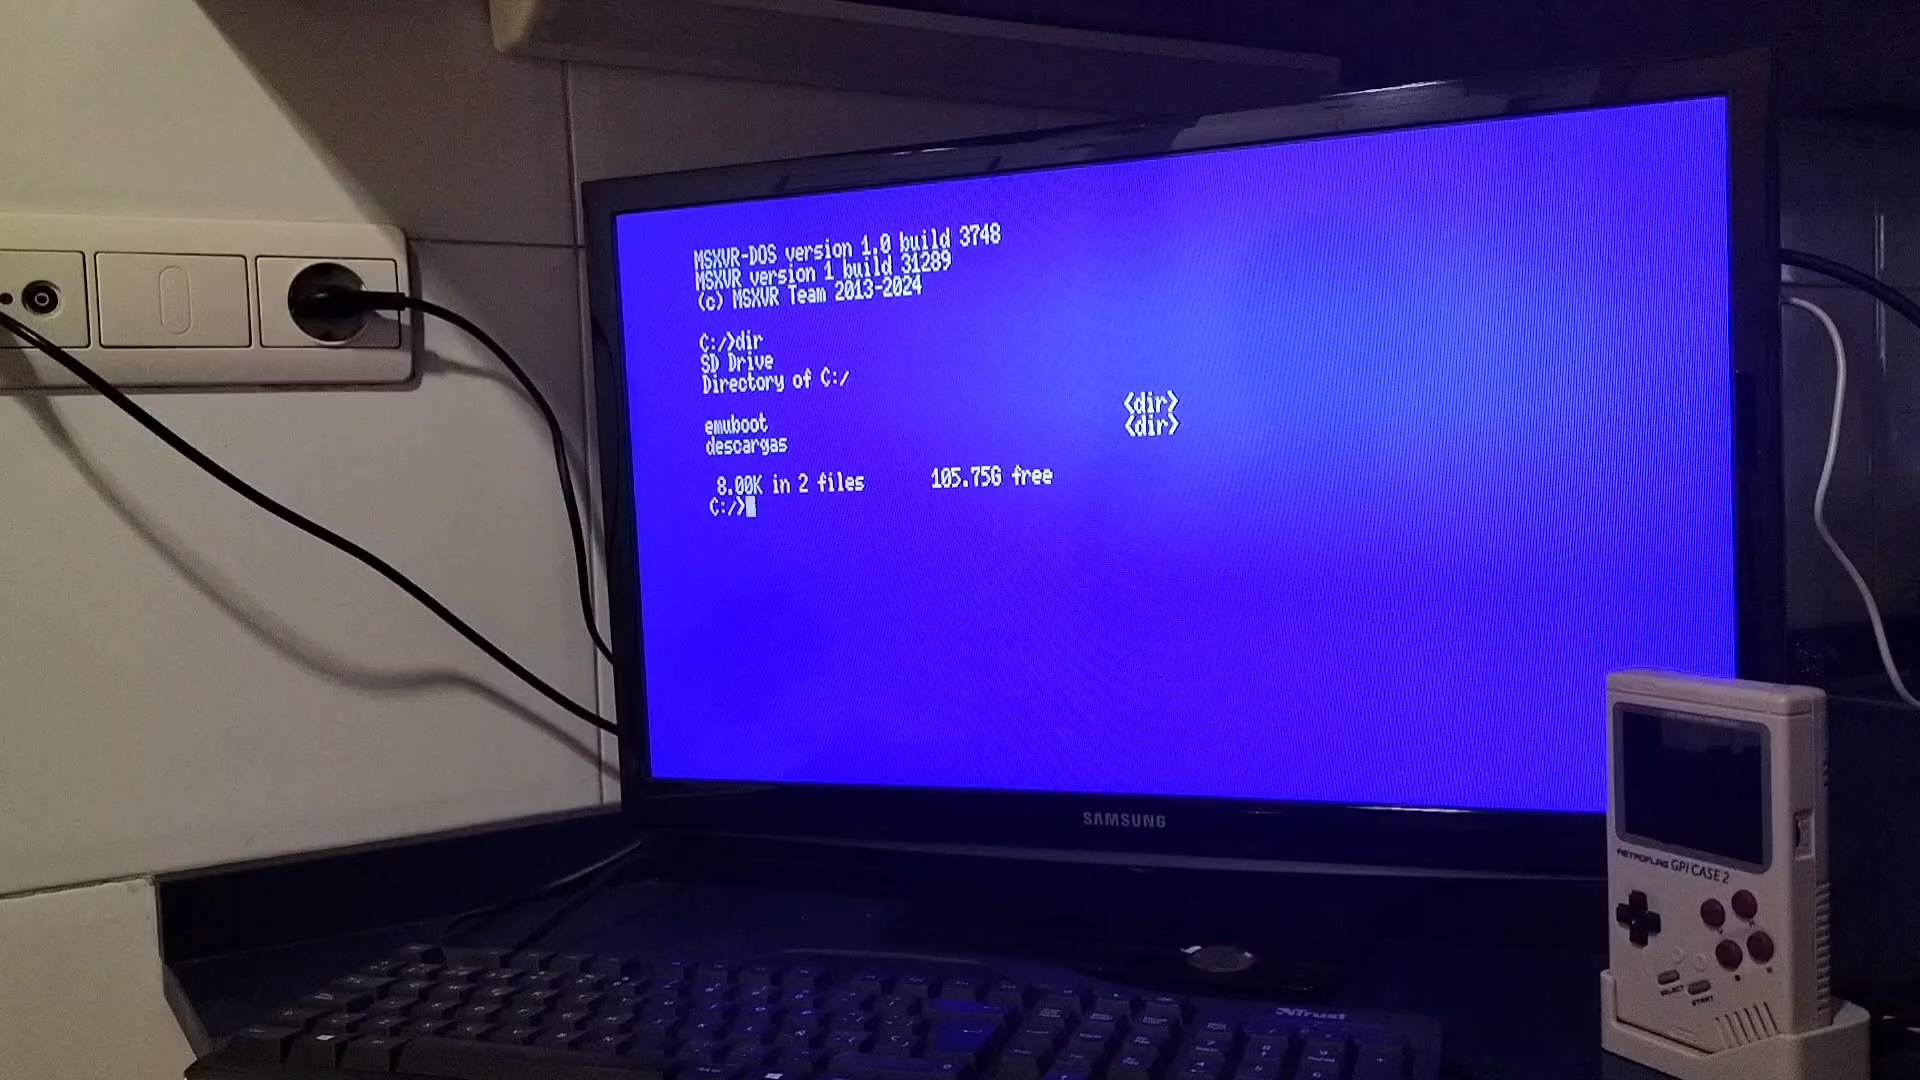 MSXVR-DOS version 1.0 build 3748
MSXVR version 1 build 31289
(c) MSXVR Team 2013-2024
C:/>dir
SD Drive
Directory of C:/
emuboot <dir>
descargas <dir>
8.00K in 2 files 105.75G free
C:/>
SAMSUNG
RETROFLAG GPi CASE 2
SELECT
START
Trust